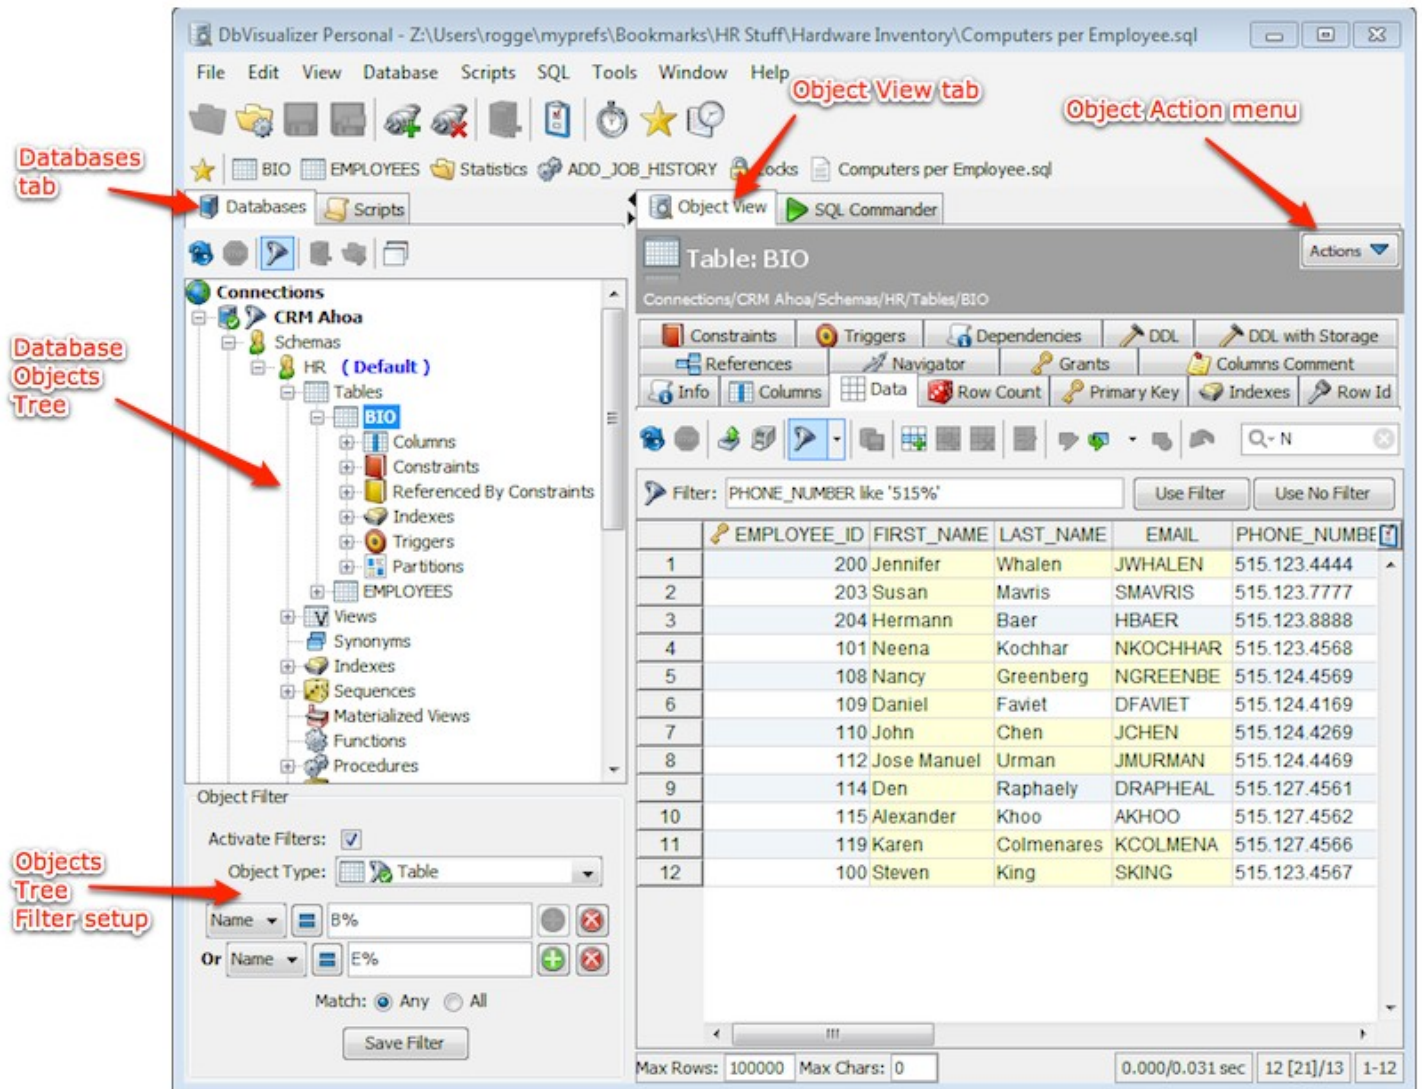 DbVisualizer Personal - Z:\Users\rogge\myprefs\Bookmarks\HR Stuff\Hardware Inventory\Computers per Employee.sql
File Edit View Database Scripts SQL Tools Window Help
Object View tab
Object Action menu
Databases
tab
BIO EMPLOYEES Statistics ADD_JOB_HISTORY Locks Computers per Employee.sql
Databases Scripts
Object View SQL Commander
Table: BIO
Actions
Connections/CRM Ahoa/Schemas/HR/Tables/BIO
Connections
CRM Ahoa
Schemas
HR (Default)
Tables
BIO
Columns
Constraints
Referenced By Constraints
Indexes
Triggers
Partitions
EMPLOYEES
Views
Synonyms
Indexes
Sequences
Materialized Views
Functions
Procedures
Database
Objects
Tree
Constraints Triggers Dependencies DDL DDL with Storage
References Navigator Grants Columns Comment
Info Columns Data Row Count Primary Key Indexes Row Id
N
Filter: PHONE_NUMBER like '515%' Use Filter Use No Filter
EMPLOYEE_ID FIRST_NAME LAST_NAME EMAIL PHONE_NUMBE
1 200 Jennifer Whalen JWHALEN 515.123.4444
2 203 Susan Mavris SMAVRIS 515.123.7777
3 204 Hermann Baer HBAER 515.123.8888
4 101 Neena Kochhar NKOCHHAR 515.123.4568
5 108 Nancy Greenberg NGREENBE 515.124.4569
6 109 Daniel Faviet DFAVIET 515.124.4169
7 110 John Chen JCHEN 515.124.4269
8 112 Jose Manuel Urman JMURMAN 515.124.4469
9 114 Den Raphaely DRAPHEAL 515.127.4561
10 115 Alexander Khoo AKHOO 515.127.4562
11 119 Karen Colmenares KCOLMENA 515.127.4566
12 100 Steven King SKING 515.123.4567
Object Filter
Activate Filters:
Object Type: Table
Name = B%
Or Name = E%
Match: Any All
Save Filter
Objects
Tree
Filter setup
Max Rows: 100000 Max Chars: 0 0.000/0.031 sec 12 [21]/13 1-12